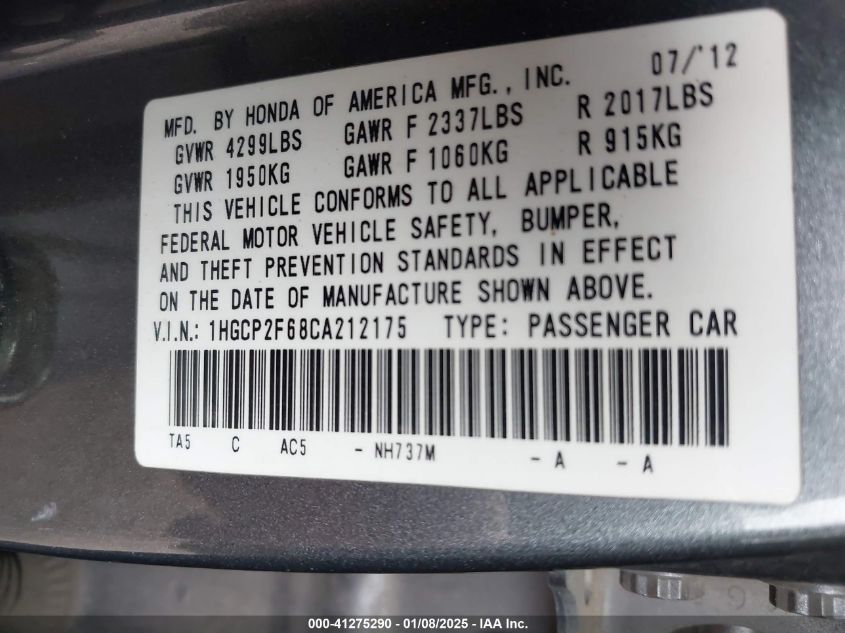 07/'12
MFD. BY HONDA OF AMERICA MFG., INC.
GVWR 4299LBS GAWR F 2337LBS R 2017LBS
GVWR 1950KG GAWR F 1060KG R 915KG
THIS VEHICLE CONFORMS TO ALL APPLICABLE
FEDERAL MOTOR VEHICLE SAFETY, BUMPER,
AND THEFT PREVENTION STANDARDS IN EFFECT
ON THE DATE OF MANUFACTURE SHOWN ABOVE.
V.I.N.: 1HGCP2F68CA212175 TYPE: PASSENGER CAR
TA5 C AC5 - NH737M - A - A
000-41275290 - 01/08/2025 - IAA Inc.